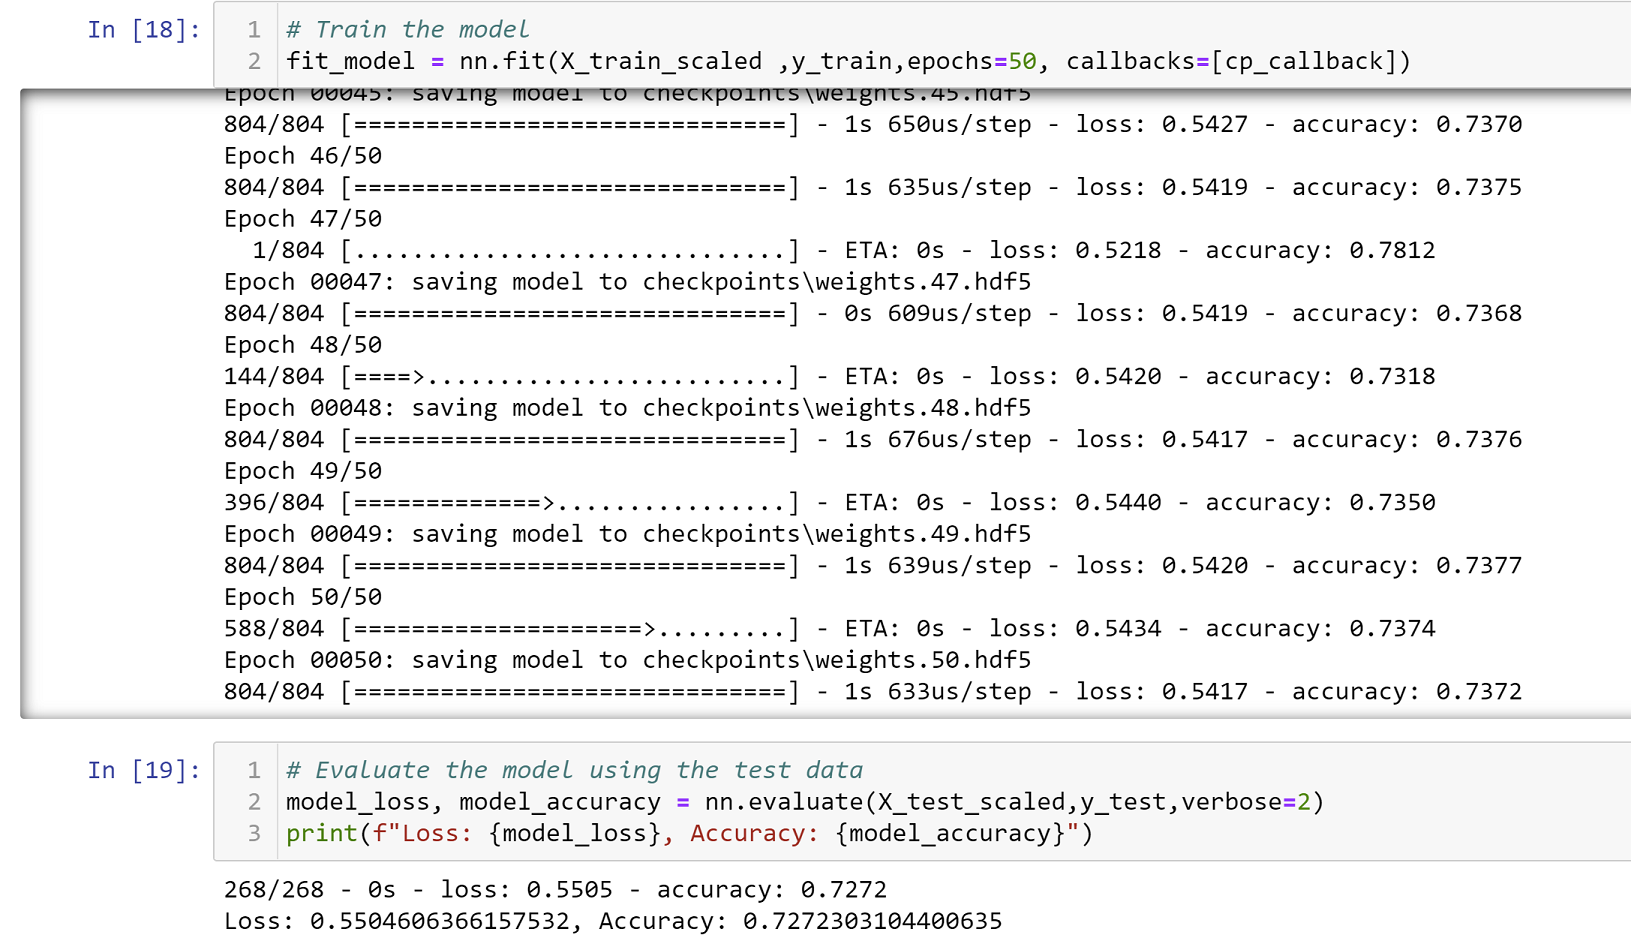 In [18]:
1 # Train the model
2 fit_model = nn.fit(X_train_scaled ,y_train,epochs=50, callbacks=[cp_callback])
Epoch 00045: saving model to checkpoints\weights.45.hdf5
804/804 [==============================] - 1s 650us/step - loss: 0.5427 - accuracy: 0.7370
Epoch 46/50
804/804 [==============================] - 1s 635us/step - loss: 0.5419 - accuracy: 0.7375
Epoch 47/50
  1/804 [..............................] - ETA: 0s - loss: 0.5218 - accuracy: 0.7812
Epoch 00047: saving model to checkpoints\weights.47.hdf5
804/804 [==============================] - 0s 609us/step - loss: 0.5419 - accuracy: 0.7368
Epoch 48/50
144/804 [====>.........................] - ETA: 0s - loss: 0.5420 - accuracy: 0.7318
Epoch 00048: saving model to checkpoints\weights.48.hdf5
804/804 [==============================] - 1s 676us/step - loss: 0.5417 - accuracy: 0.7376
Epoch 49/50
396/804 [=============>................] - ETA: 0s - loss: 0.5440 - accuracy: 0.7350
Epoch 00049: saving model to checkpoints\weights.49.hdf5
804/804 [==============================] - 1s 639us/step - loss: 0.5420 - accuracy: 0.7377
Epoch 50/50
588/804 [====================>.........] - ETA: 0s - loss: 0.5434 - accuracy: 0.7374
Epoch 00050: saving model to checkpoints\weights.50.hdf5
804/804 [==============================] - 1s 633us/step - loss: 0.5417 - accuracy: 0.7372
In [19]:
1 # Evaluate the model using the test data
2 model_loss, model_accuracy = nn.evaluate(X_test_scaled,y_test,verbose=2)
3 print(f"Loss: {model_loss}, Accuracy: {model_accuracy}")
268/268 - 0s - loss: 0.5505 - accuracy: 0.7272
Loss: 0.5504606366157532, Accuracy: 0.7272303104400635